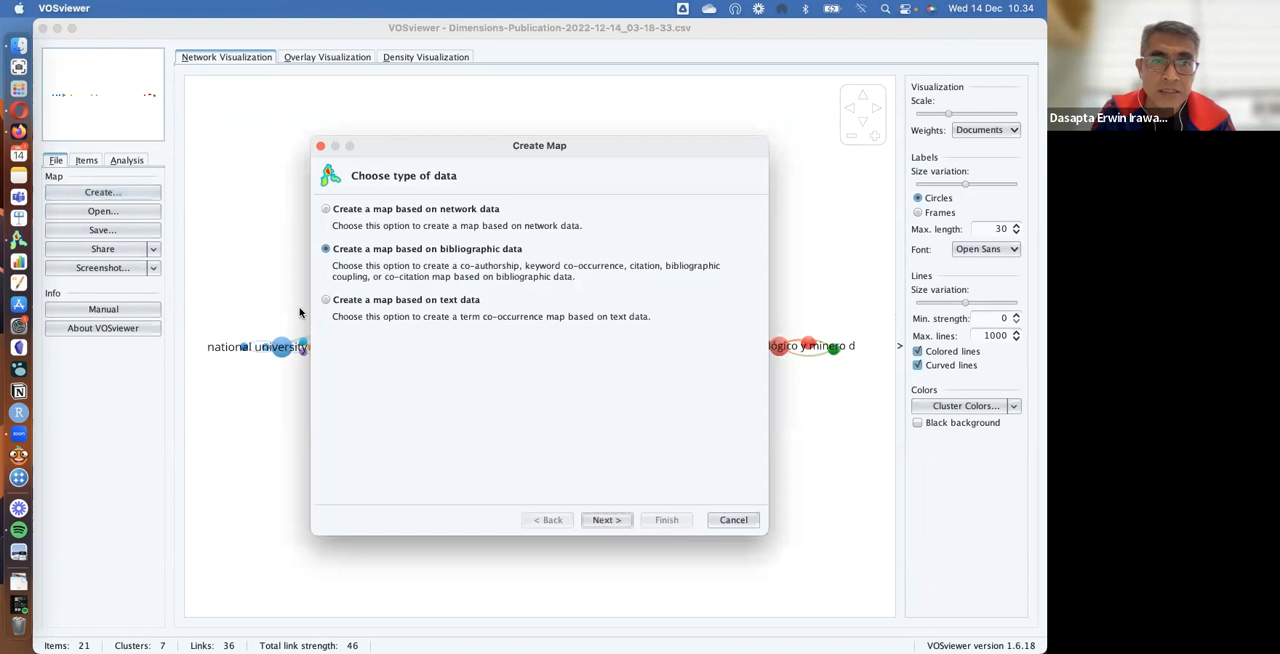 VOSviewer
Wed 14 Dec 10.34
VOSviewer - Dimensions-Publication-2022-12-14_03-18-33.csv
Network Visualization
Overlay Visualization
Density Visualization
File
Items
Analysis
Map
Create...
Open...
Save...
Share
Screenshot...
Info
Manual
About VOSviewer
Create Map
Choose type of data
Create a map based on network data
Choose this option to create a map based on network data.
Create a map based on bibliographic data
Choose this option to create a co-authorship, keyword co-occurrence, citation, bibliographic
coupling, or co-citation map based on bibliographic data.
Create a map based on text data
Choose this option to create a term co-occurrence map based on text data.
< Back
Next >
Finish
Cancel
national university
lógico y minero d
>
Visualization
Scale:
Weights: Documents
Labels
Size variation:
Circles
Frames
Max. length: 30
Font: Open Sans
Lines
Size variation:
Min. strength: 0
Max. lines: 1000
Colored lines
Curved lines
Colors
Cluster Colors...
Black background
Items: 21
Clusters: 7
Links: 36
Total link strength: 46
VOSviewer version 1.6.18
Dasapta Erwin Irawa...
14
zoom
R